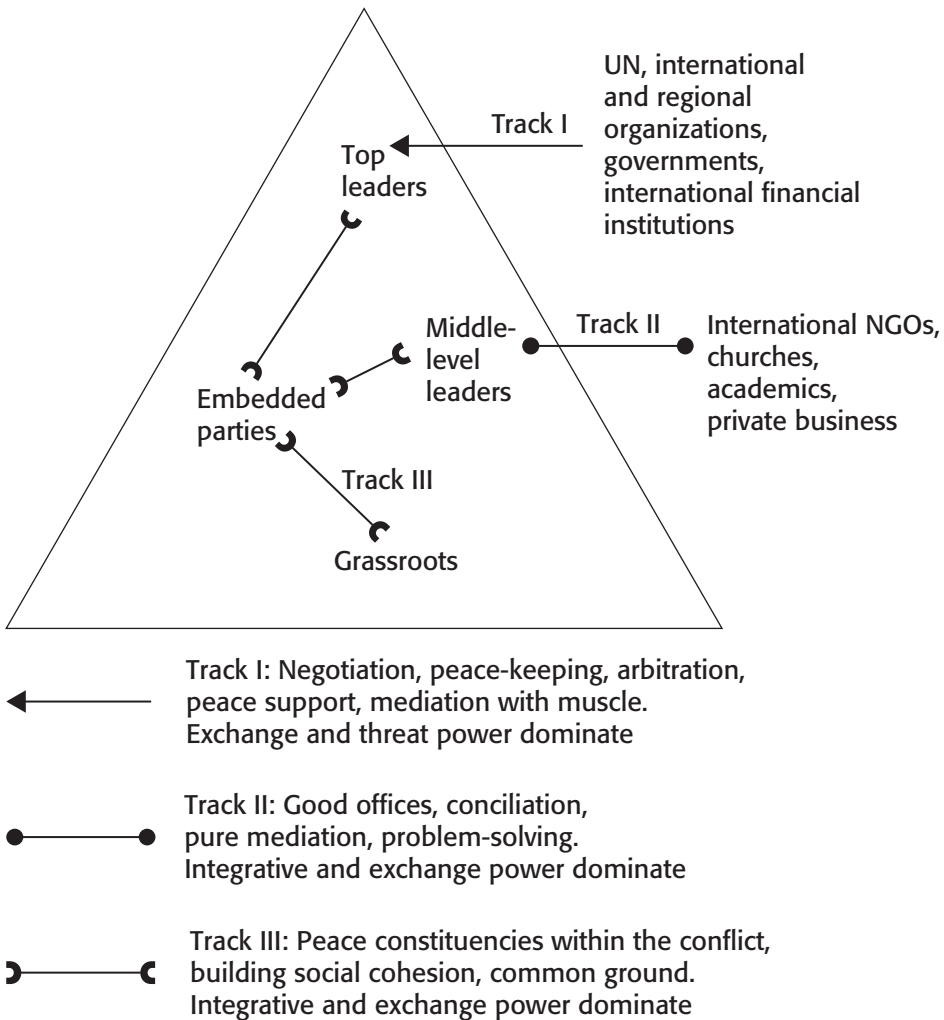 UN, international
and regional
organizations,
governments,
international financial
institutions
Track I
Top
leaders
Middle-
level
leaders
Track II
International NGOs,
churches,
academics,
private business
Embedded
parties
Track III
Grassroots
Track I: Negotiation, peace-keeping, arbitration,
peace support, mediation with muscle.
Exchange and threat power dominate
Track II: Good offices, conciliation,
pure mediation, problem-solving.
Integrative and exchange power dominate
Track III: Peace constituencies within the conflict,
building social cohesion, common ground.
Integrative and exchange power dominate